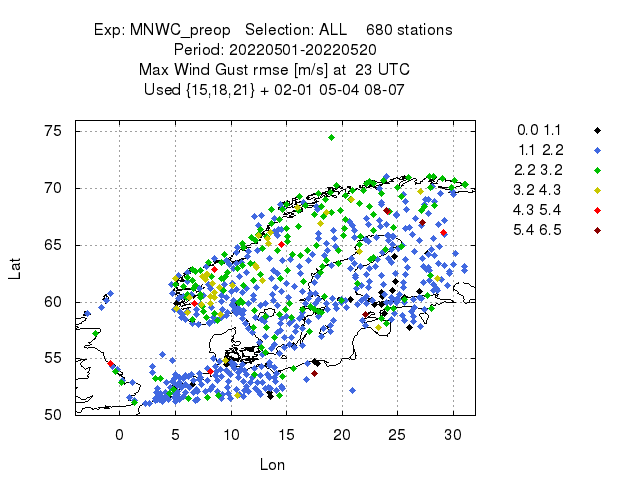 Exp: MNWC_preop   Selection: ALL    680 stations
Period: 20220501-20220520
Max Wind Gust rmse [m/s] at  23 UTC
Used {15,18,21} + 02-01 05-04 08-07
0.0 1.1
1.1  2.2
2.2 3.2
3.2 4.3
4.3 5.4
5.4 6.5
75
70
65
60
55
50
Lat
0 5 10 15 20 25 30
Lon